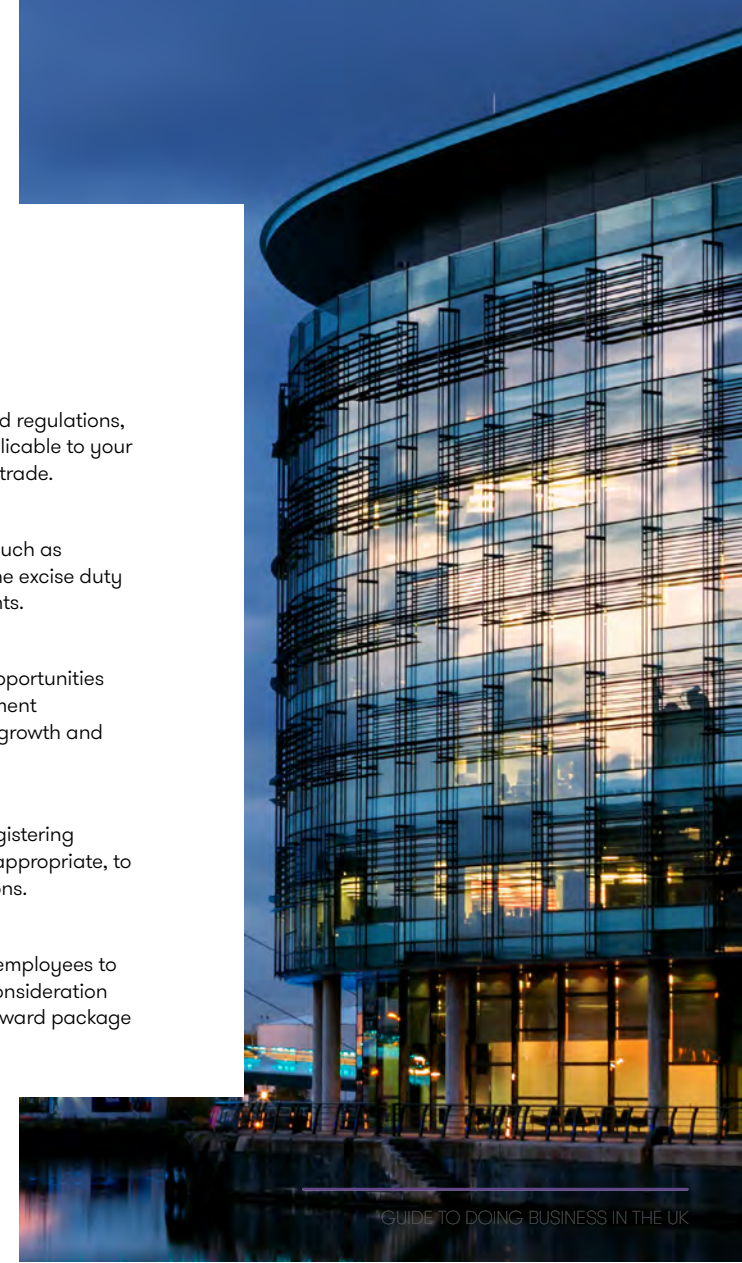 d regulations,
licable to your
trade.
uch as
excise duty
nts.
pportunities
ment
growth and
gistering
appropriate, to
ons.
employees to
onsideration
ward package
GUIDE TO DOING BUSINESS IN THE UK